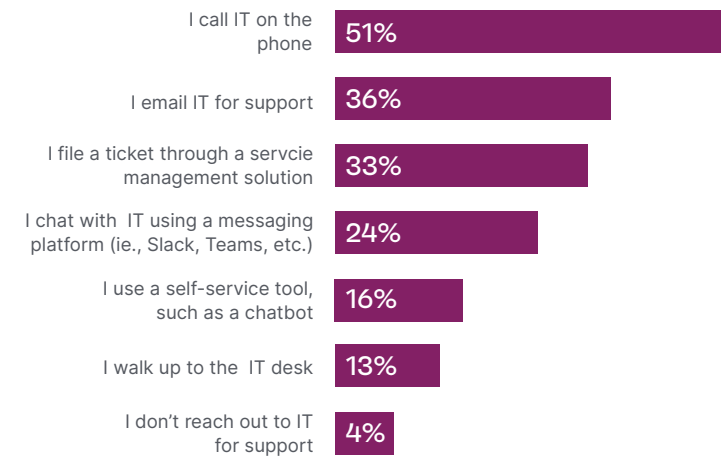 I call IT on the
phone
51%
I email IT for support
36%
I file a ticket through a servcie
management solution
33%
I chat with  IT using a messaging
platform (ie., Slack, Teams, etc.)
24%
I use a self-service tool,
such as a chatbot
16%
I walk up to the  IT desk
13%
I don’t reach out to IT
for support
4%